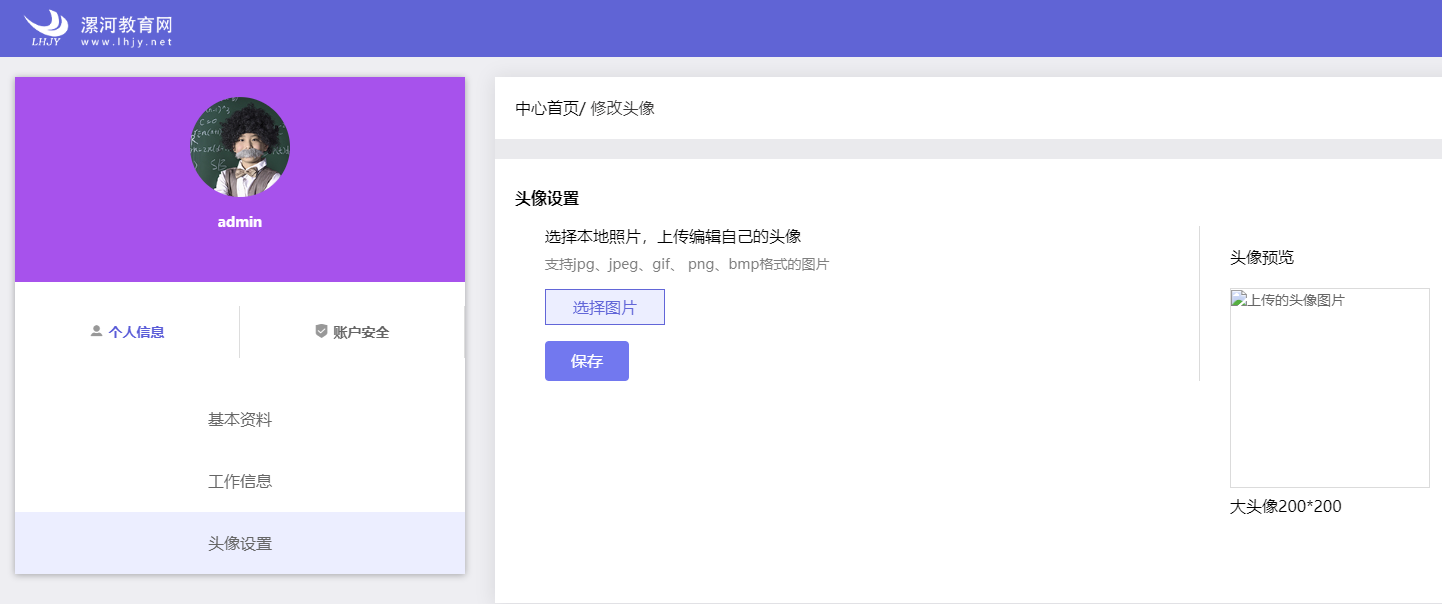 漯河教育网
LHJY
www.lhjy.net
admin
个人信息
账户安全
基本资料
工作信息
头像设置
中心首页/ 修改头像
头像设置
选择本地照片，上传编辑自己的头像
支持jpg、jpeg、gif、 png、bmp格式的图片
选择图片
保存
头像预览
上传的头像图片
大头像200*200